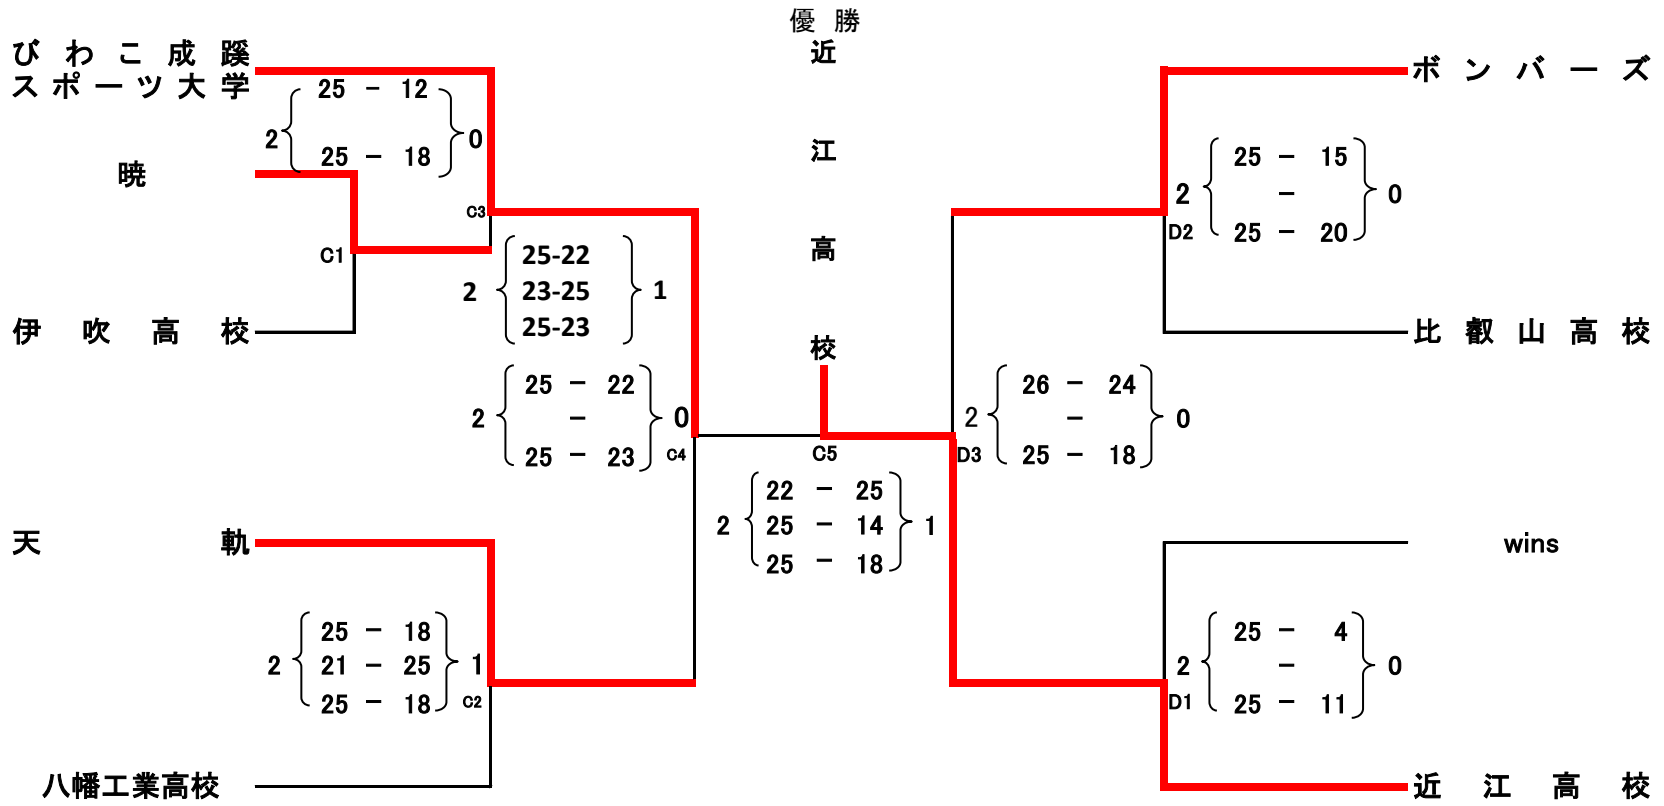 優 勝
近
江
高
校
びわこ成蹊
スポーツ大学
25 － 12
2 0
25 － 18
暁
C3
C1
25-22
2 23-25 1
25-23
伊吹高校
25 － 22
2 － 0
25 － 23
C4
天軌
25 － 18
2 21 － 25 1
25 － 18
C2
八幡工業高校
C5
22 － 25
2 25 － 14 1
25 － 18
ボンバーズ
25 － 15
2 － 0
25 － 20
D2
比叡山高校
26 － 24
2 － 0
25 － 18
D3
wins
25 － 4
2 － 0
25 － 11
D1
近江高校